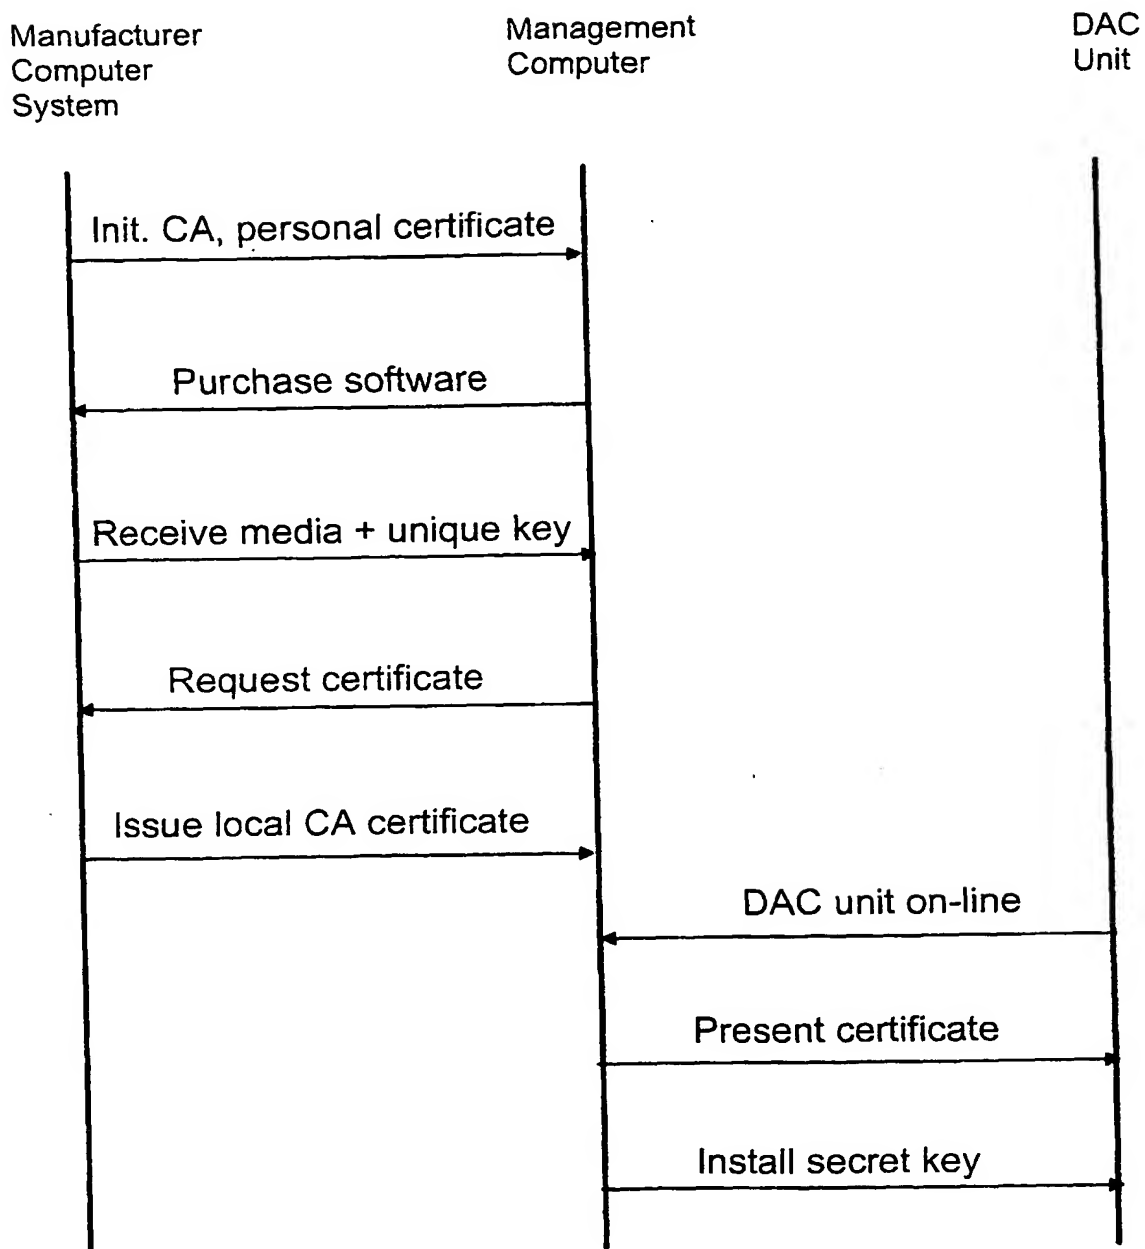 Manufacturer
Computer
System
Management
Computer
DAC
Unit
Init. CA, personal certificate
Purchase software
Receive media + unique key
Request certificate
Issue local CA certificate
DAC unit on-line
Present certificate
Install secret key